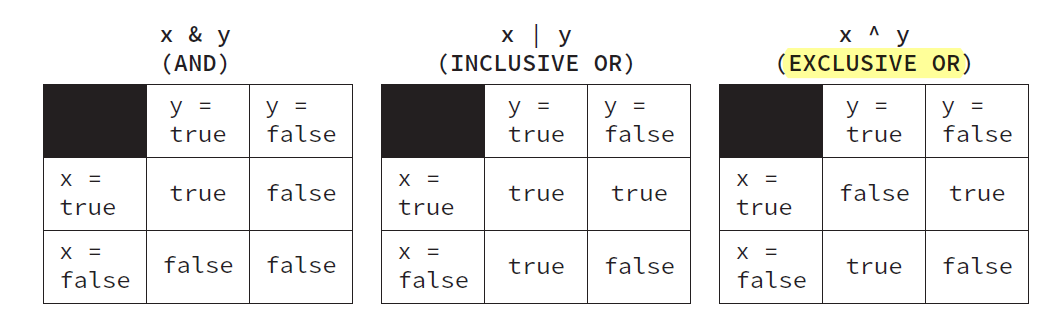 x & y
(AND)
y = true y = false
x = true true false
x = false false false
x | y
(INCLUSIVE OR)
y = true y = false
x = true true true
x = false true false
x ^ y
(EXCLUSIVE OR)
y = true y = false
x = true false true
x = false true false